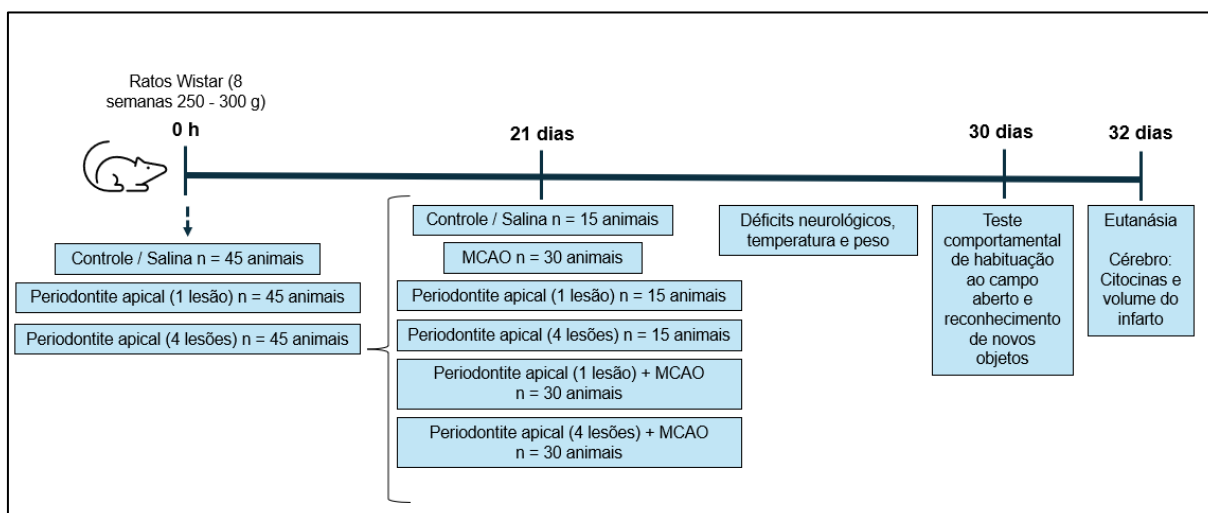 Ratos Wistar (8
semanas 250 - 300 g)
0 h
21 dias
30 dias
32 dias
Controle / Salina n = 45 animais
Periodontite apical (1 lesão) n = 45 animais
Periodontite apical (4 lesões) n = 45 animais
Controle / Salina n = 15 animais
MCAO n = 30 animais
Periodontite apical (1 lesão) n = 15 animais
Periodontite apical (4 lesões) n = 15 animais
Periodontite apical (1 lesão) + MCAO
n = 30 animais
Periodontite apical (4 lesões) + MCAO
n = 30 animais
Déficits neurológicos,
temperatura e peso
Teste
comportamental
de habituação
ao campo
aberto e
reconhecimento
de novos
objetos
Eutanásia
Cérebro:
Citocinas e
volume do
infarto